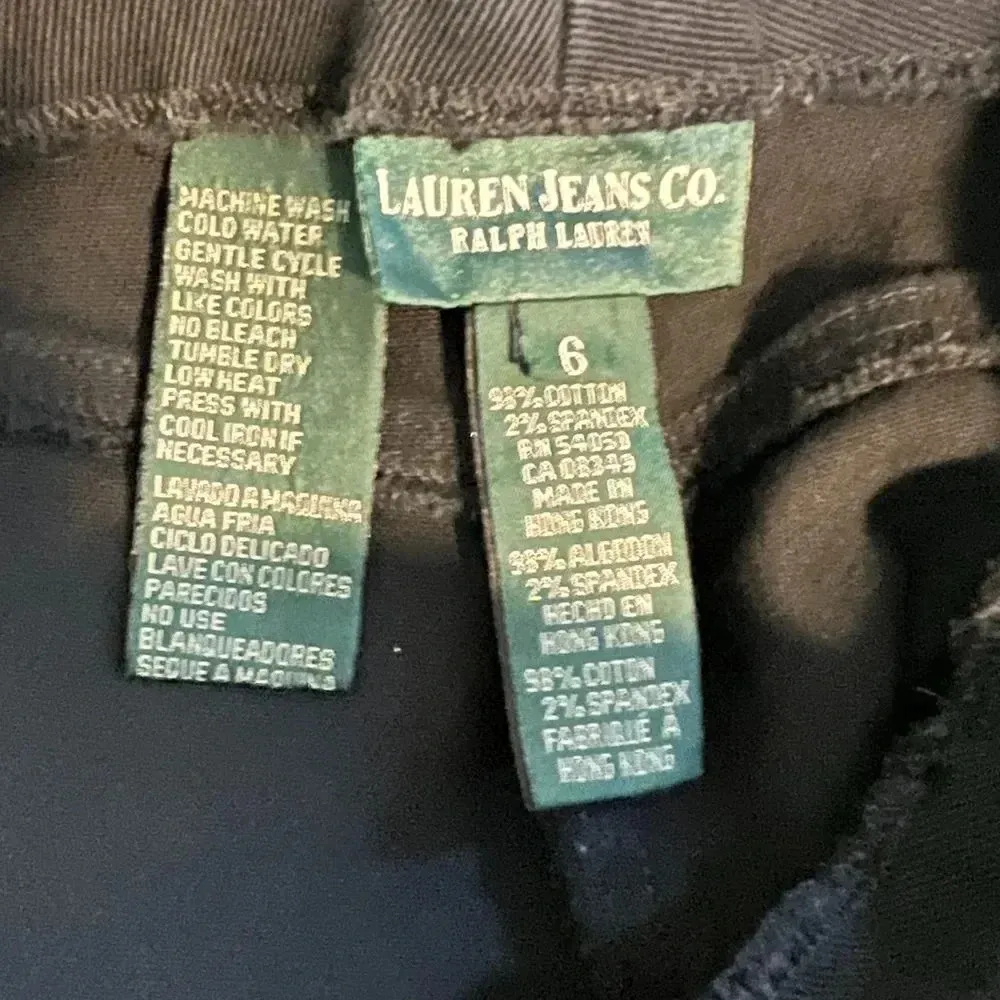 LAUREN JEANS CO.
RALPH LAUREN
MACHINE WASH
COLD WATER
GENTLE CYCLE
WASH WITH
LIKE COLORS
NO BLEACH
TUMBLE DRY
LOW HEAT
PRESS WITH
COOL IRON IF
NECESSARY
LAVADO A MAQUINA
AGUA FRIA
CICLO DELICADO
LAVE CON COLORES
PARECIDOS
NO USE
BLANQUEADORES
SEQUE A MAQUINA
6
98% COTTON
2% SPANDEX
RN 54050
CA 08349
MADE IN
HONG KONG
98% ALGODON
2% SPANDEX
HECHO EN
HONG KONG
98% COTON
2% SPANDEX
FABRIQUÉ À
HONG KONG